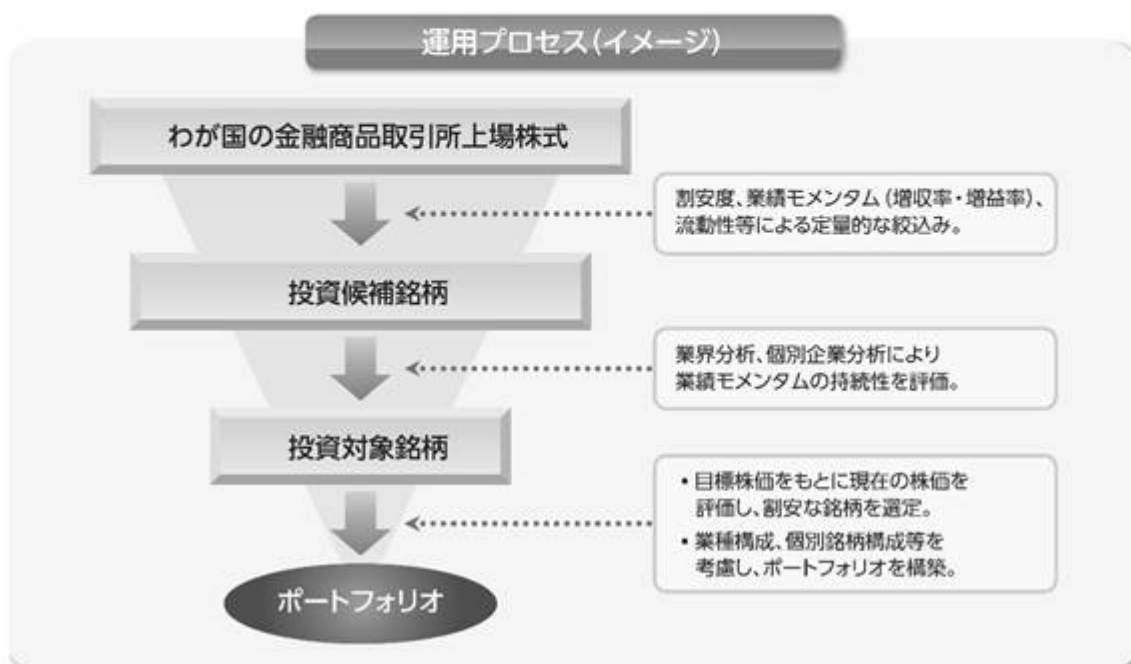 運用プロセス(イメージ)
わが国の金融商品取引所上場株式
割安度、業績モメンタム(増収率・増益率)、
流動性等による定量的な絞込み。
投資候補銘柄
業界分析、個別企業分析により
業績モメンタムの持続性を評価。
投資対象銘柄
・目標株価をもとに現在の株価を
評価し、割安な銘柄を選定。
・業種構成、個別銘柄構成等を
考慮し、ポートフォリオを構築。
ポートフォリオ